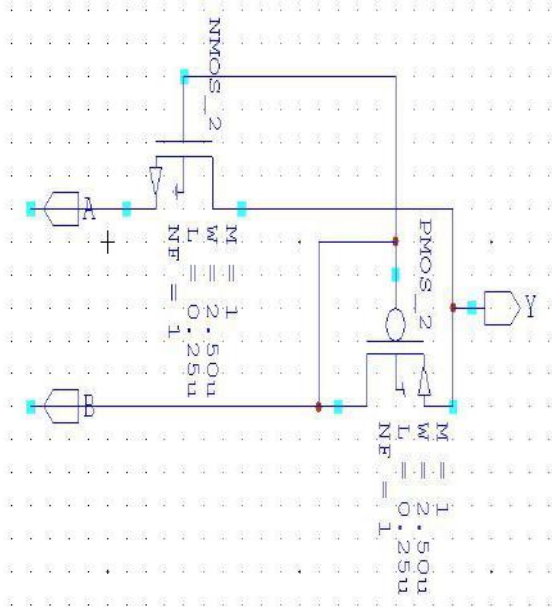 NMOS_2
A
M = 1
W = 2.50u
L = 0.25u
NF = 1
PMOS_2
Y
B
M = 1
W = 2.50u
L = 0.25u
NF = 1